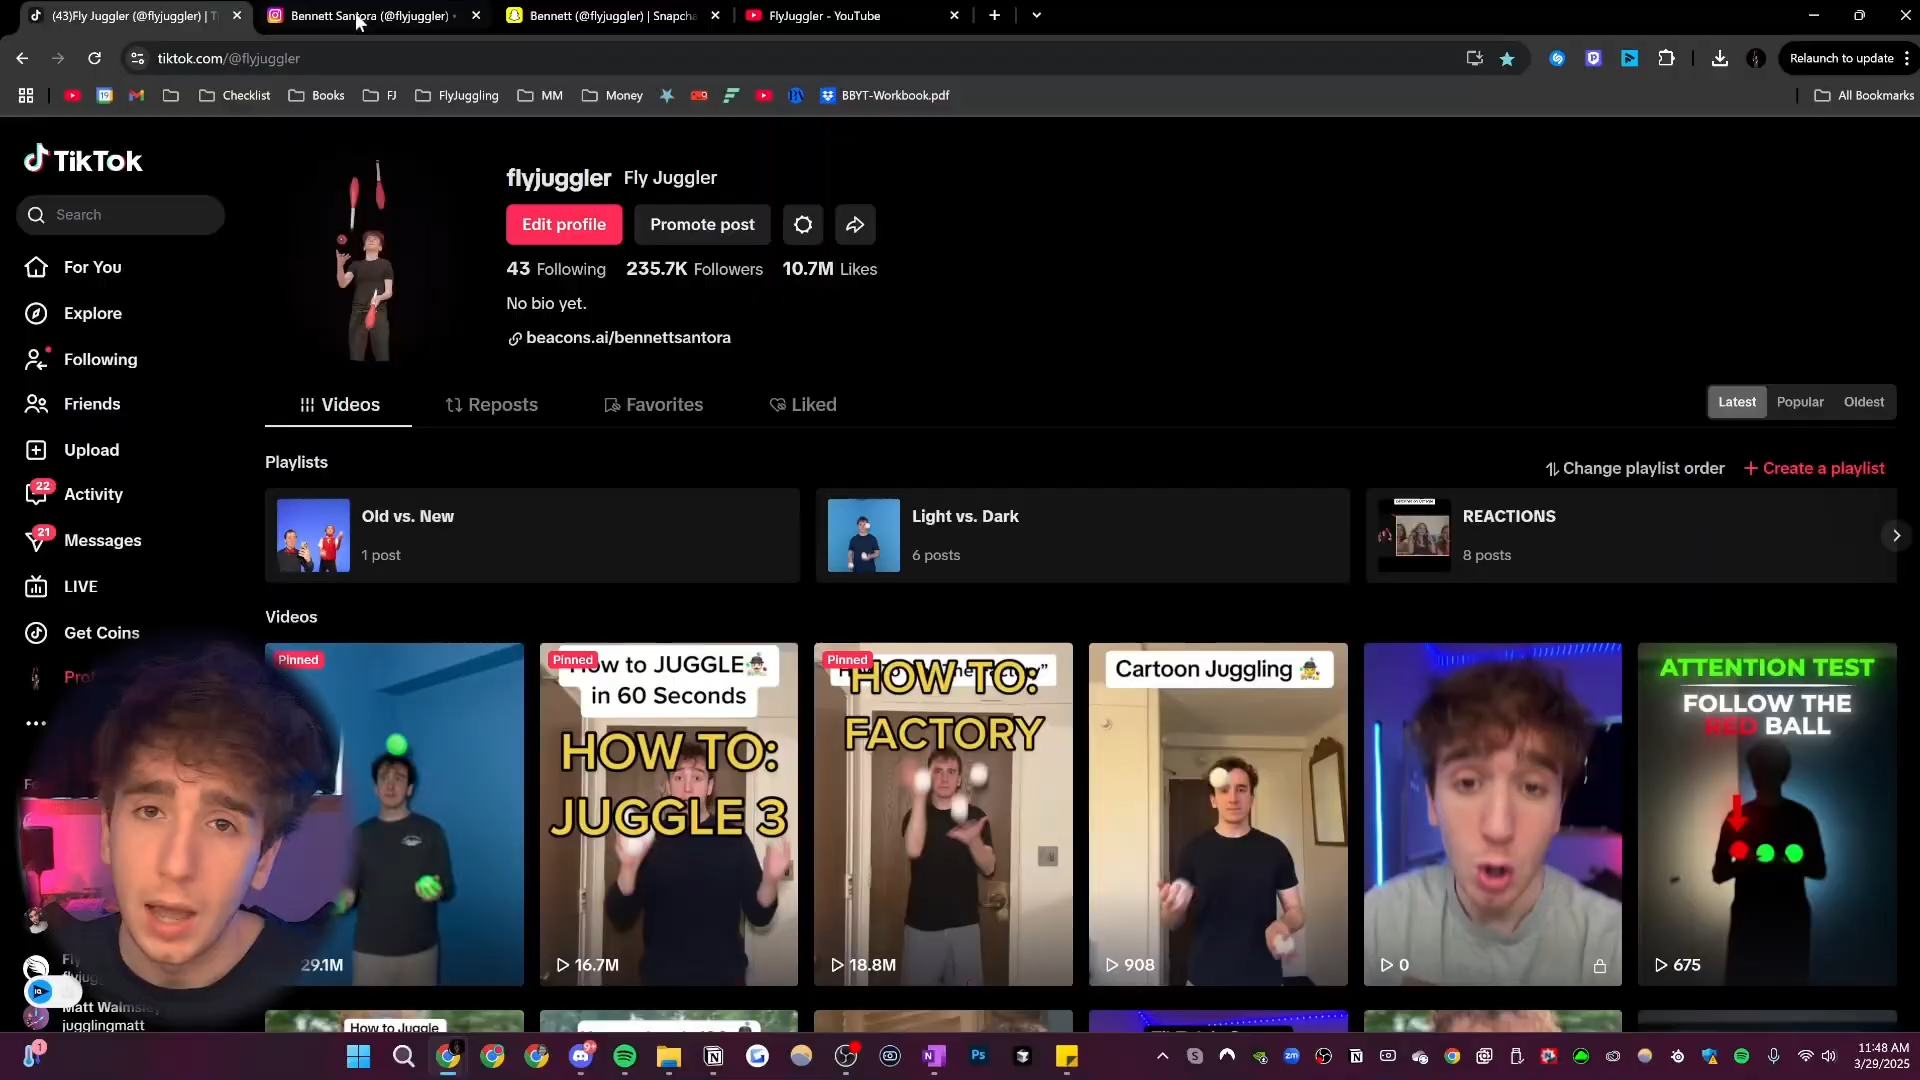 (43)Fly Juggler (@flyjuggler) | T
Bennett Santora (@flyjuggler) •
Bennett (@flyjuggler) | Snapcha
FlyJuggler - YouTube
tiktok.com/@flyjuggler
Relaunch to update
Checklist
Books
FJ
FlyJuggling
MM
Money
BBYT-Workbook.pdf
All Bookmarks
TikTok
Search
For You
Explore
Following
Friends
Upload
22
Activity
21
Messages
LIVE
Get Coins
flyjuggler Fly Juggler
Edit profile
Promote post
43 Following 235.7K Followers 10.7M Likes
No bio yet.
beacons.ai/bennettsantora
Videos
Reposts
Favorites
Liked
Latest
Popular
Oldest
Playlists
Change playlist order
+ Create a playlist
Old vs. New
1 post
Light vs. Dark
6 posts
REACTIONS
8 posts
Videos
Pinned
29.1M
Pinned
How to JUGGLE
in 60 Seconds
HOW TO:
JUGGLE 3
16.7M
Pinned
HOW TO:
FACTORY
18.8M
Cartoon Juggling
908
0
ATTENTION TEST
FOLLOW THE
RED BALL
675
Matt Walmsle
jugglingmatt
How to Juggle
11:48 AM
3/29/2025